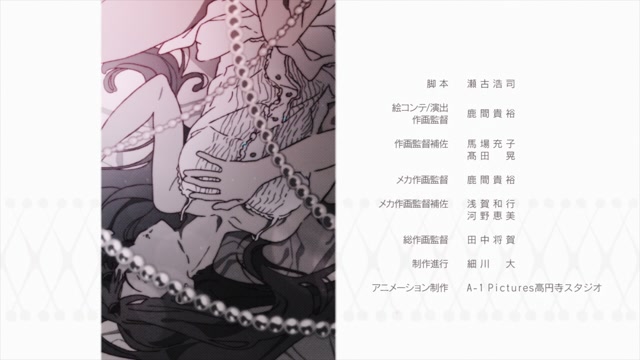 脚本 瀬古浩司
絵コンテ/演出
作画監督 鹿間貴裕
作画監督補佐 馬場充子
髙田 晃
メカ作画監督 鹿間貴裕
メカ作画監督補佐 浅賀和行
河野恵美
総作画監督 田中将賀
制作進行 細川 大
アニメーション制作 A-1 Pictures高円寺スタジオ